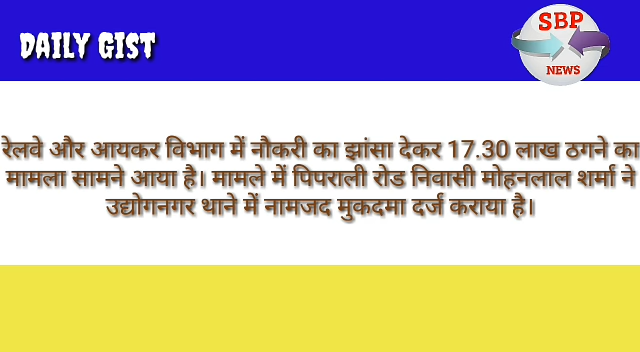 DAILY GIST
SBP
NEWS
रेलवे और आयकर विभाग में नौकरी का झांसा देकर 17.30 लाख ठगने का
मामला सामने आया है। मामले में पिपराली रोड निवासी मोहनलाल शर्मा ने
उद्योगनगर थाने में नामजद मुकदमा दर्ज कराया है।